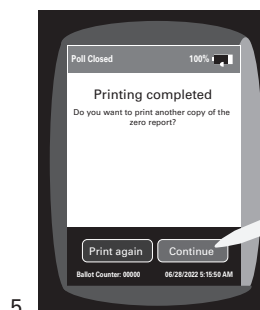 Poll Closed 100%
Printing completed
Do you want to print another copy of the
zero report?
Print again Continue
Ballot Counter: 00000 06/28/2022 5:15:50 AM
5.